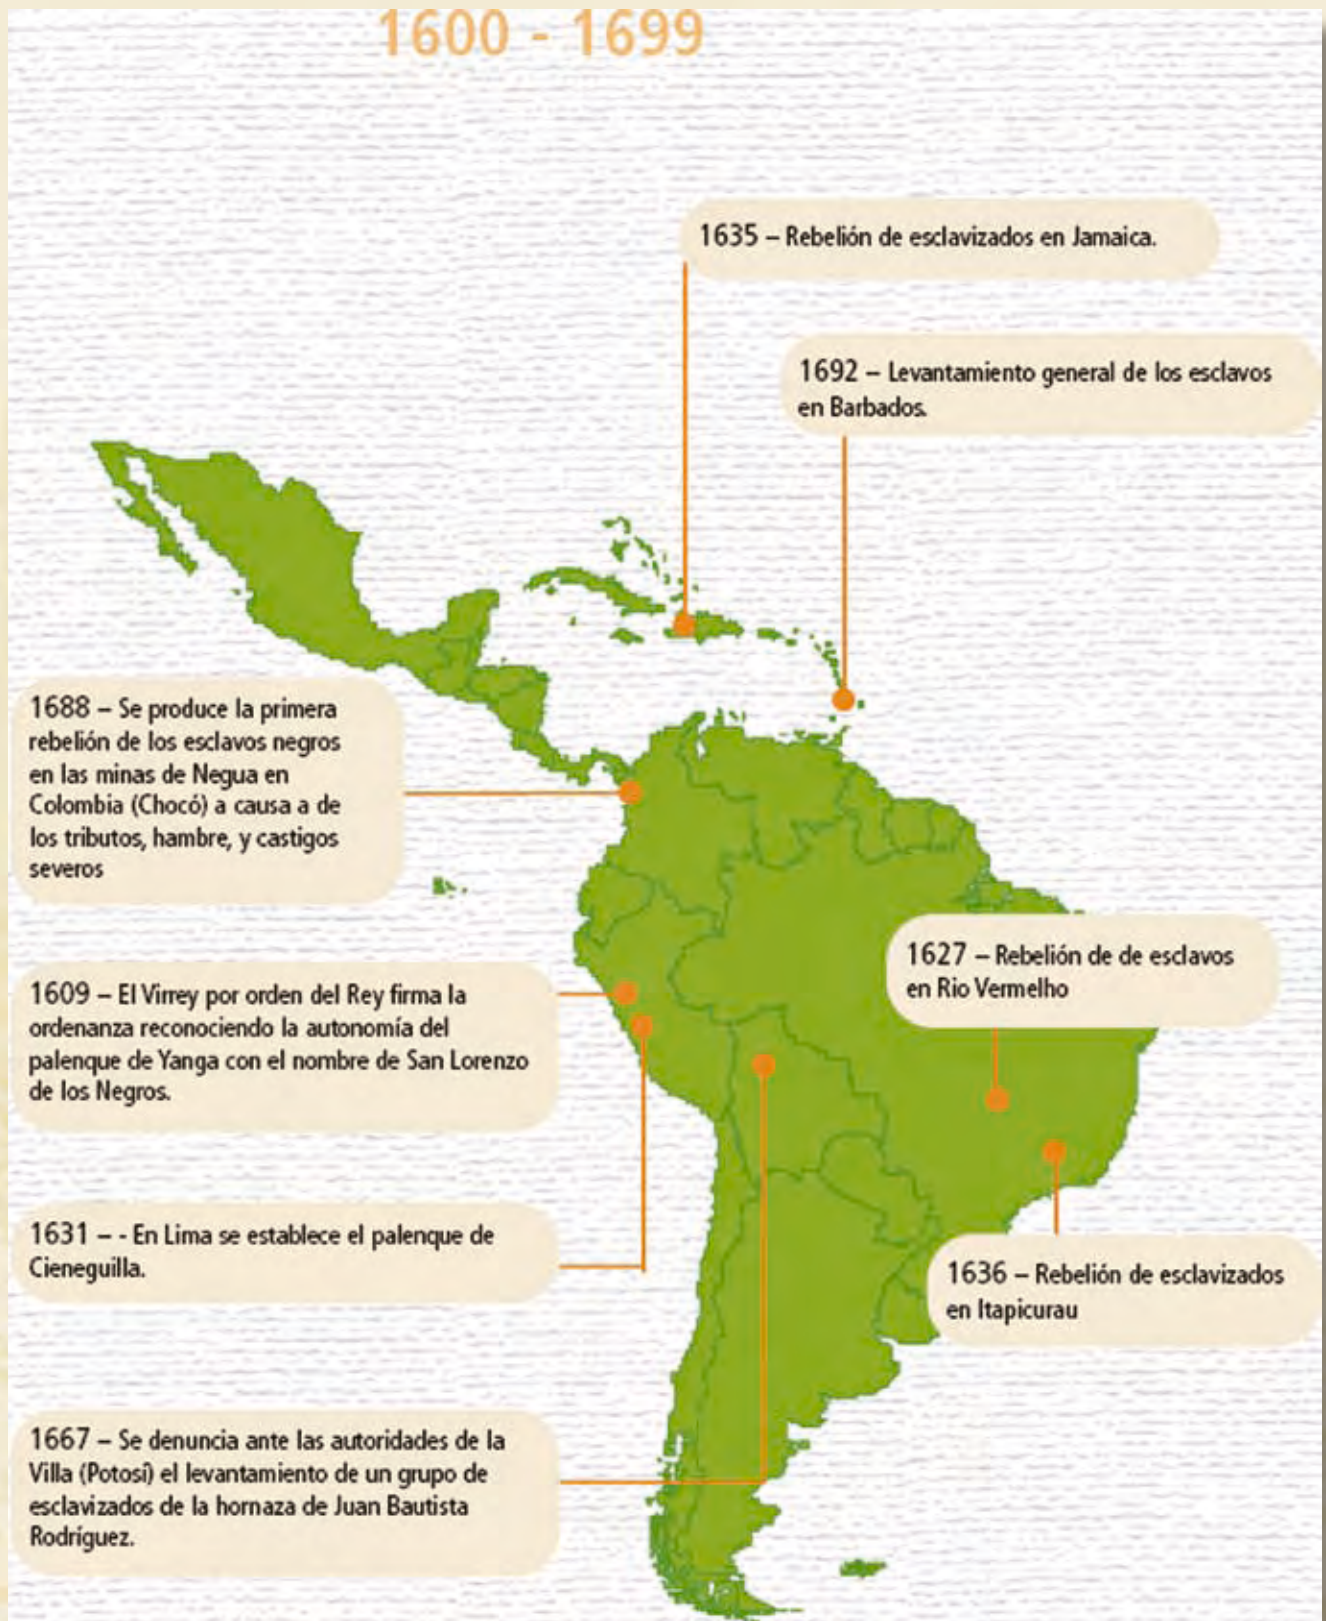 1600 - 1699
1635 – Rebelión de esclavizados en Jamaica.
1692 – Levantamiento general de los esclavos
en Barbados.
1688 – Se produce la primera
rebelión de los esclavos negros
en las minas de Negua en
Colombia (Chocó) a causa a de
los tributos, hambre, y castigos
severos
1627 – Rebelión de de esclavos
en Rio Vermelho
1609 – El Virrey por orden del Rey firma la
ordenanza reconociendo la autonomía del
palenque de Yanga con el nombre de San Lorenzo
de los Negros.
1631 – - En Lima se establece el palenque de
Cieneguilla.
1636 – Rebelión de esclavizados
en Itapicurau
1667 – Se denuncia ante las autoridades de la
Villa (Potosí) el levantamiento de un grupo de
esclavizados de la hornaza de Juan Bautista
Rodríguez.